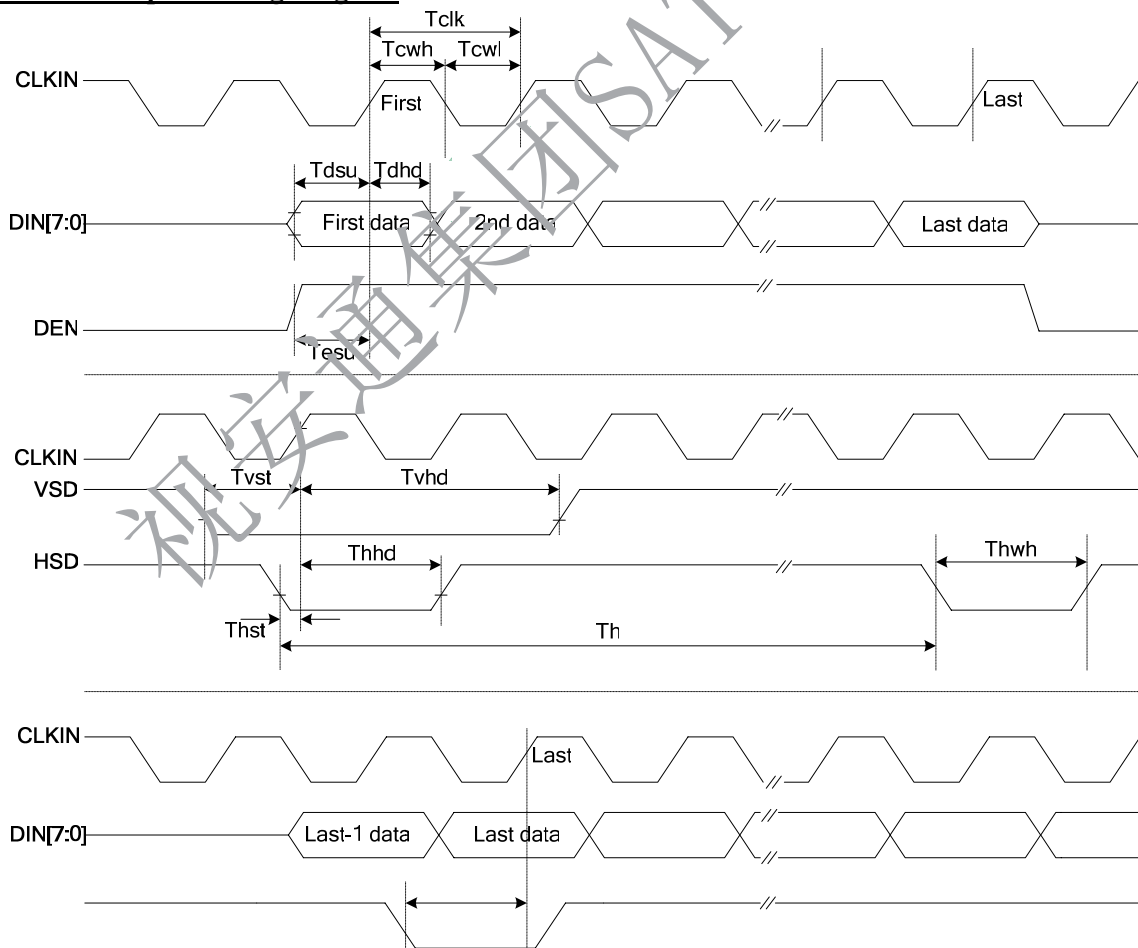 Tclk
Tcwh
Tcwl
CLKIN
First
Last
Tdsu
Tdhd
DIN[7:0]
First data
2nd data
Last data
DEN
Tesu
CLKIN
VSD
Tvst
Tvhd
HSD
Thhd
Thwh
Thst
Th
CLKIN
Last
DIN[7:0]
Last-1 data
Last data
视安通集团SAT